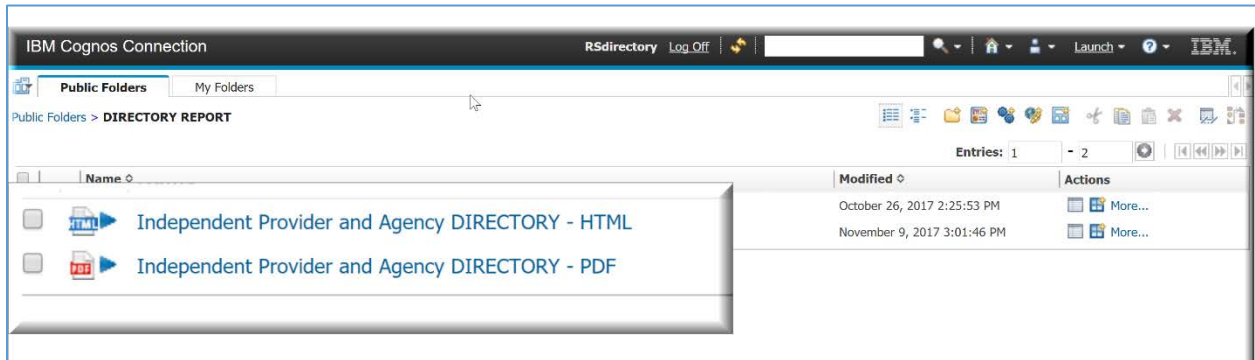 IBM Cognos Connection RSdirectory Log Off Launch IBM.
Public Folders My Folders
Public Folders > DIRECTORY REPORT
Entries: 1 - 2
Name Modified Actions
Independent Provider and Agency DIRECTORY - HTML October 26, 2017 2:25:53 PM More...
Independent Provider and Agency DIRECTORY - PDF November 9, 2017 3:01:46 PM More...